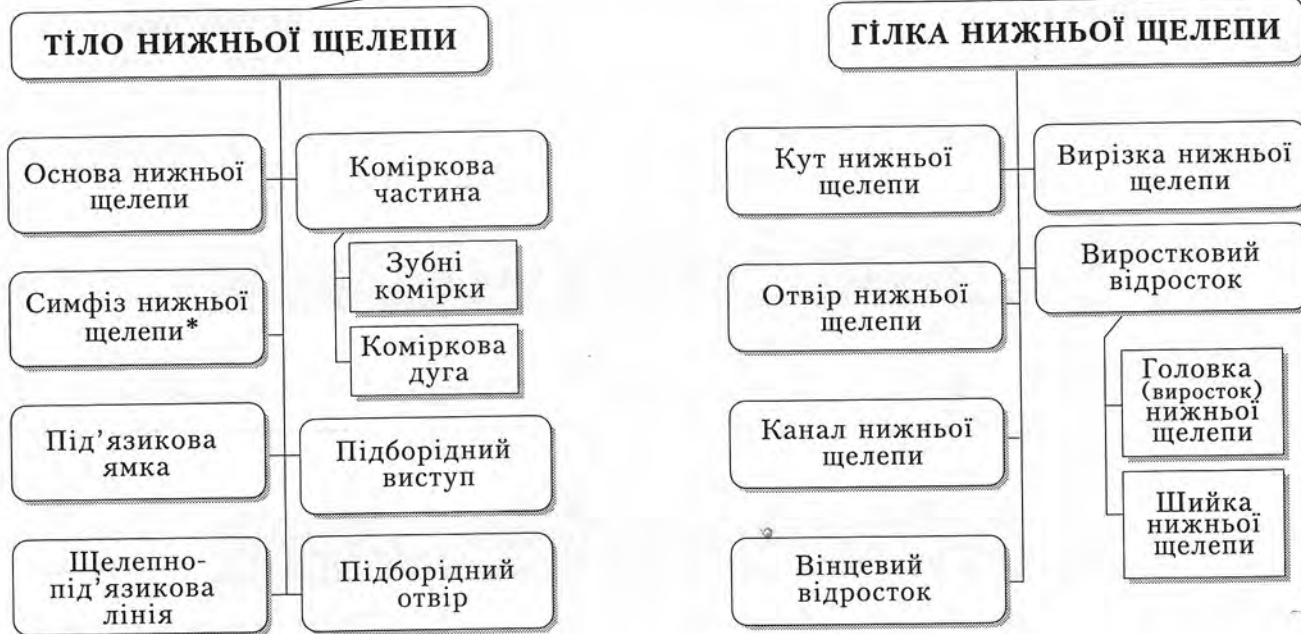 ТІЛО НИЖНЬОЇ ЩЕЛЕПИ
Основа нижньої
щелепи
Коміркова
частина
Зубні
комірки
Коміркова
дуга
Симфіз нижньої
щелепи*
Під’язикова
ямка
Підборідний
виступ
Щелепно-
під’язикова
лінія
Підборідний
отвір
ГІЛКА НИЖНЬОЇ ЩЕЛЕПИ
Кут нижньої
щелепи
Вирізка нижньої
щелепи
Отвір нижньої
щелепи
Виростковий
відросток
Головка
(виросток)
нижньої
щелепи
Шийка
нижньої
щелепи
Канал нижньої
щелепи
Вінцевий
відросток